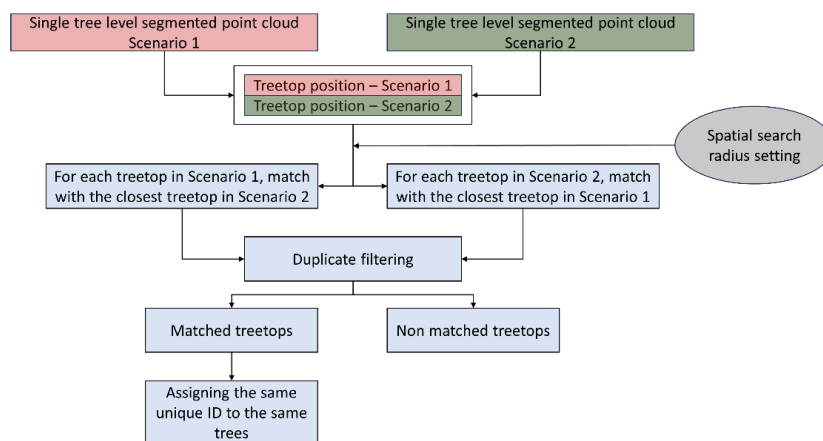 Single tree level segmented point cloud
Scenario 1
Single tree level segmented point cloud
Scenario 2
Treetop position – Scenario 1
Treetop position – Scenario 2
Spatial search
radius setting
For each treetop in Scenario 1, match
with the closest treetop in Scenario 2
For each treetop in Scenario 2, match
with the closest treetop in Scenario 1
Duplicate filtering
Matched treetops
Non matched treetops
Assigning the same
unique ID to the same
trees